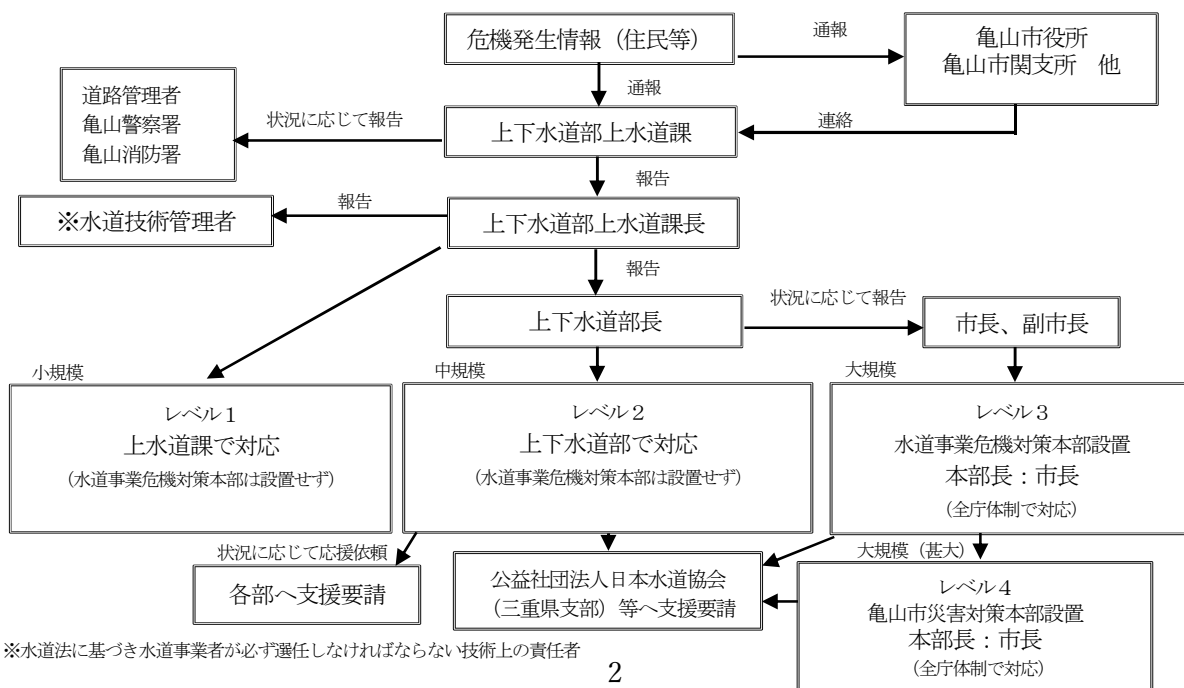 危機発生情報（住民等）
通報
亀山市役所
亀山市関支所　他
通報
連絡
道路管理者
亀山警察署
亀山消防署
状況に応じて報告
上下水道部上水道課
報告
※水道技術管理者
報告
上下水道部上水道課長
報告
上下水道部長
状況に応じて報告
市長、副市長
小規模
レベル１
上水道課で対応
（水道事業危機対策本部は設置せず）
中規模
レベル２
上下水道部で対応
（水道事業危機対策本部は設置せず）
大規模
レベル３
水道事業危機対策本部設置
本部長：市長
（全庁体制で対応）
状況に応じて応援依頼
各部へ支援要請
公益社団法人日本水道協会
（三重県支部）等へ支援要請
大規模（甚大）
レベル４
亀山市災害対策本部設置
本部長：市長
（全庁体制で対応）
※水道法に基づき水道事業者が必ず選任しなければならない技術上の責任者
2